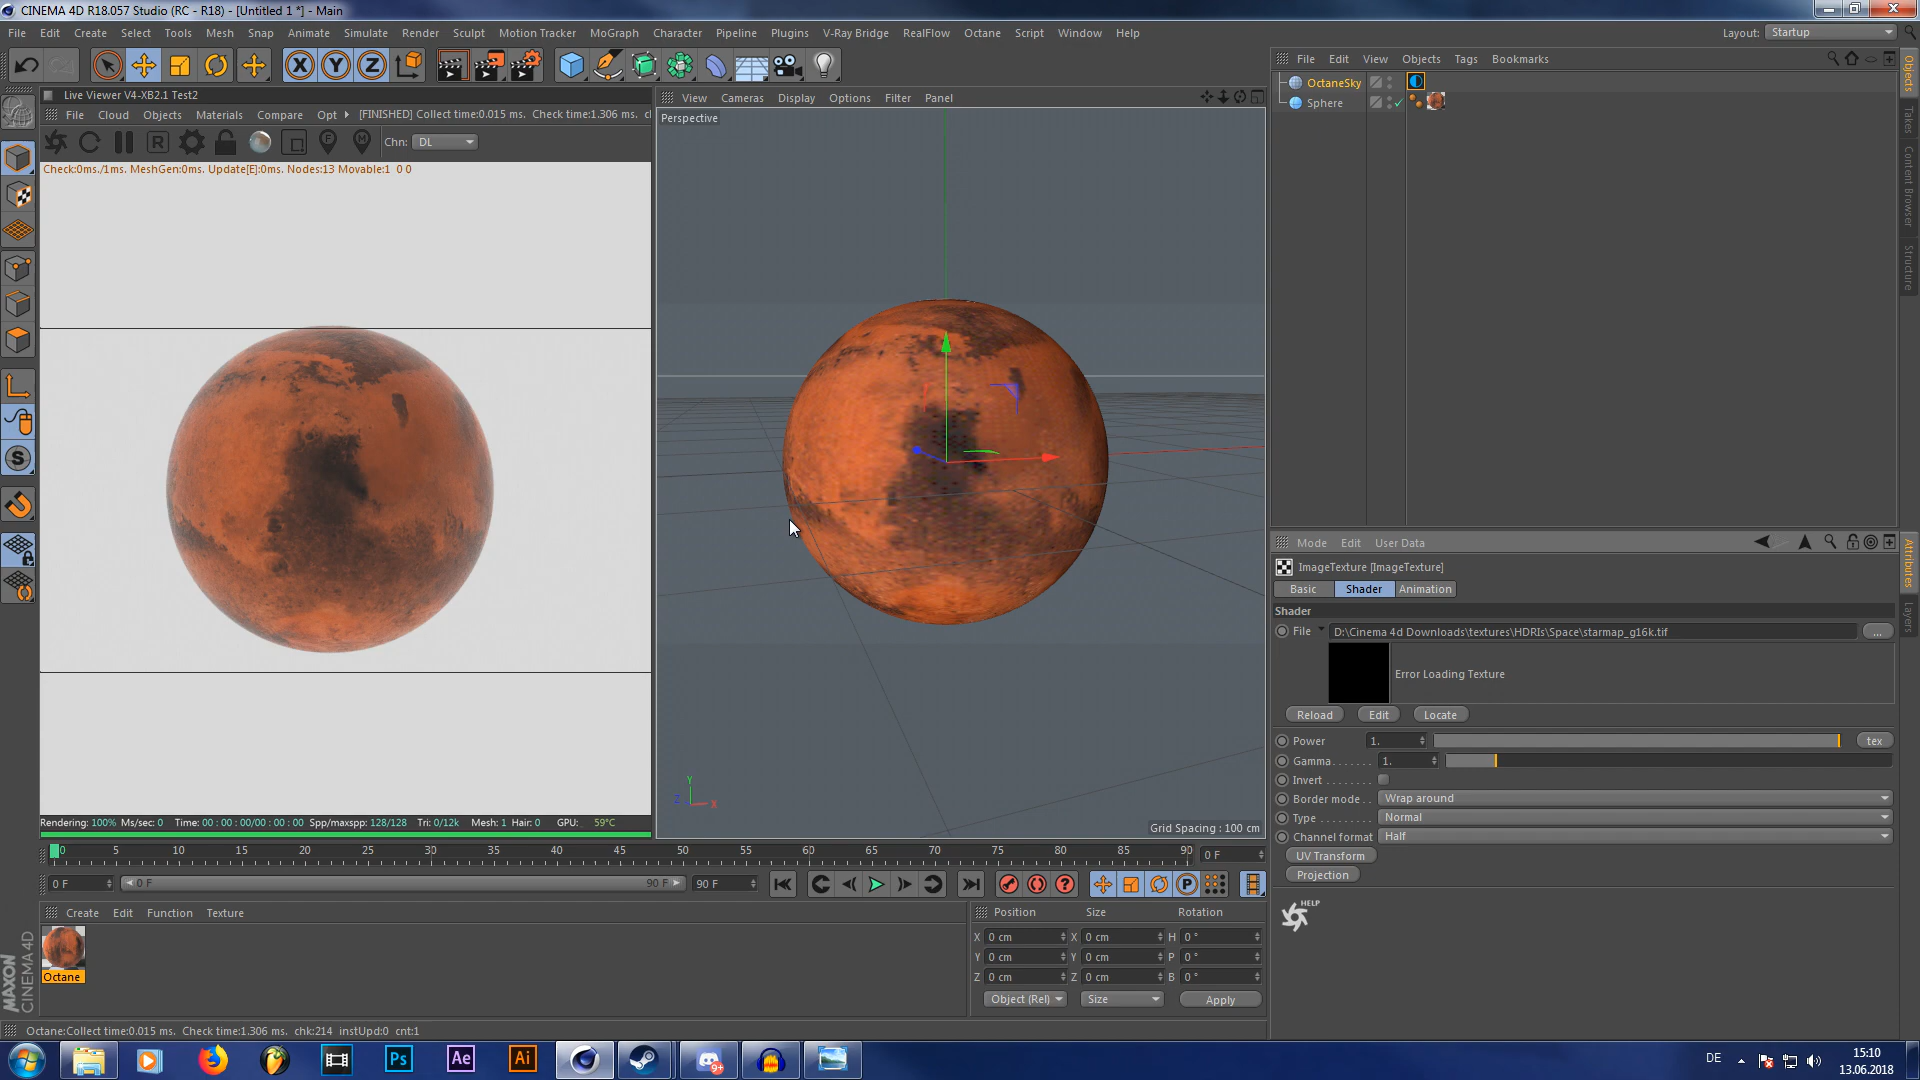 CINEMA 4D R18.057 Studio (RC - R18) - [Untitled 1 *] - Main
File Edit Create Select Tools Mesh Snap Animate Simulate Render Sculpt Motion Tracker MoGraph Character Pipeline Plugins V-Ray Bridge RealFlow Octane Script Window Help
Layout: Startup
X Y Z
File Edit View Objects Tags Bookmarks
OctaneSky
Sphere
Objects
Takes
Content Browser
Structure
Live Viewer V4-XB2.1 Test2
File Cloud Objects Materials Compare Opt [FINISHED] Collect time:0.015 ms. Check time:1.306 ms.
R Chn: DL
Check:0ms./1ms. MeshGen:0ms. Update[E]:0ms. Nodes:13 Movable:1 0 0
View Cameras Display Options Filter Panel
Perspective
Y
Z X
Grid Spacing : 100 cm
Rendering: 100% Ms/sec: 0 Time: 00 : 00 : 00/00 : 00 : 00 Spp/maxspp: 128/128 Tri: 0/12k Mesh: 1 Hair: 0 GPU: 59°C
0 5 10 15 20 25 30 35 40 45 50 55 60 65 70 75 80 85 90 0 F
0 F 0 F 90 F 90 F
P
Mode Edit User Data
ImageTexture [ImageTexture]
Basic Shader Animation
Shader
File D:\Cinema 4d Downloads\textures\HDRIs\Space\starmap_g16k.tif ...
Error Loading Texture
Reload Edit Locate
Power 1. tex
Gamma 1.
Invert
Border mode Wrap around
Type Normal
Channel format Half
UV Transform
Projection
HELP
Attributes
Layers
Create Edit Function Texture
Octane
MAXON
CINEMA 4D
Position Size Rotation
X 0 cm X 0 cm H 0 °
Y 0 cm Y 0 cm P 0 °
Z 0 cm Z 0 cm B 0 °
Object (Rel) Size Apply
Octane:Collect time:0.015 ms. Check time:1.306 ms. chk:214 instUpd:0 cnt:1
Ps Ae Ai
9+
DE
15:10
13.06.2018